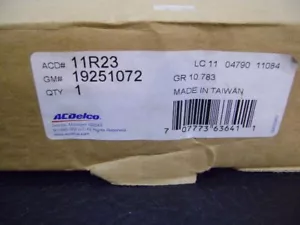 ACD# 11R23
LC 11 04790 11084
GM# 19251072
GR 10.783
QTY 1
MADE IN TAIWAN
ACDelco
7 07773 63641 1